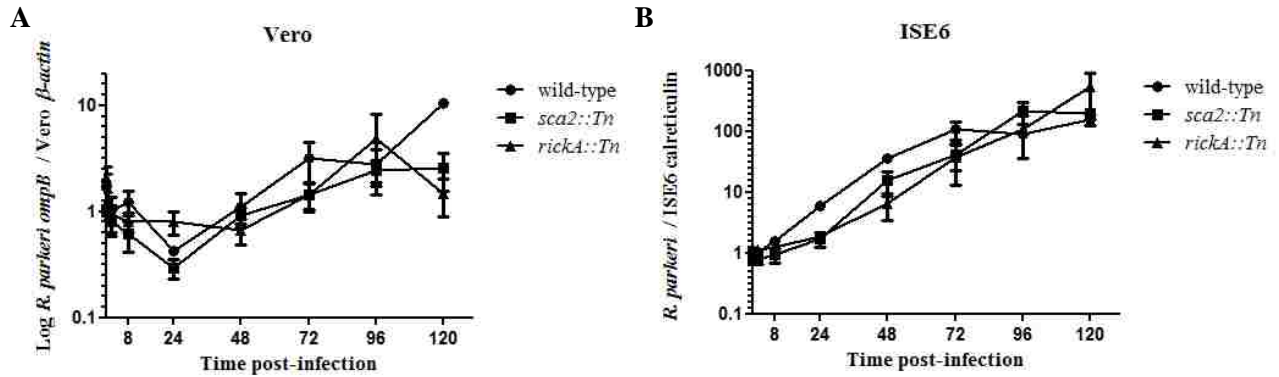 A
Vero
Log R. parkeri ompB / Vero β-actin
10
1
0.1
8 24 48 72 96 120
Time post-infection
wild-type
sca2::Tn
rickA::Tn
B
ISE6
R. parkeri / ISE6 calreticulin
1000
100
10
1
0.1
8 24 48 72 96 120
Time post-infection
wild-type
sca2::Tn
rickA::Tn